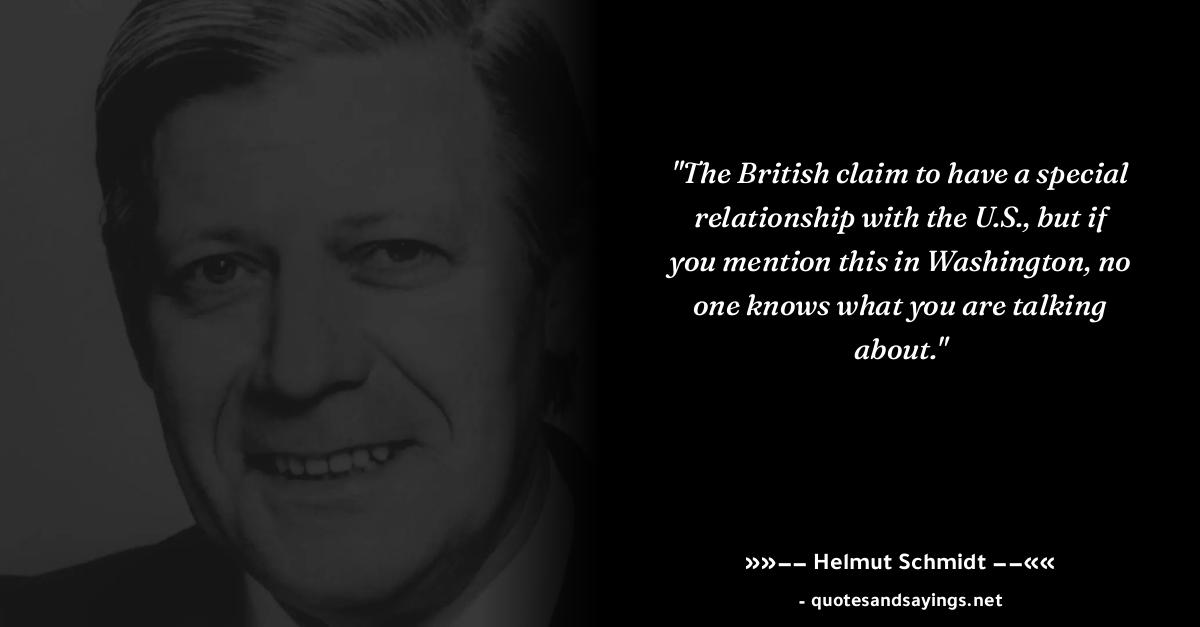 "The British claim to have a special
relationship with the U.S., but if
you mention this in Washington, no
one knows what you are talking
about."
»»–– Helmut Schmidt ––««
- quotesandsayings.net